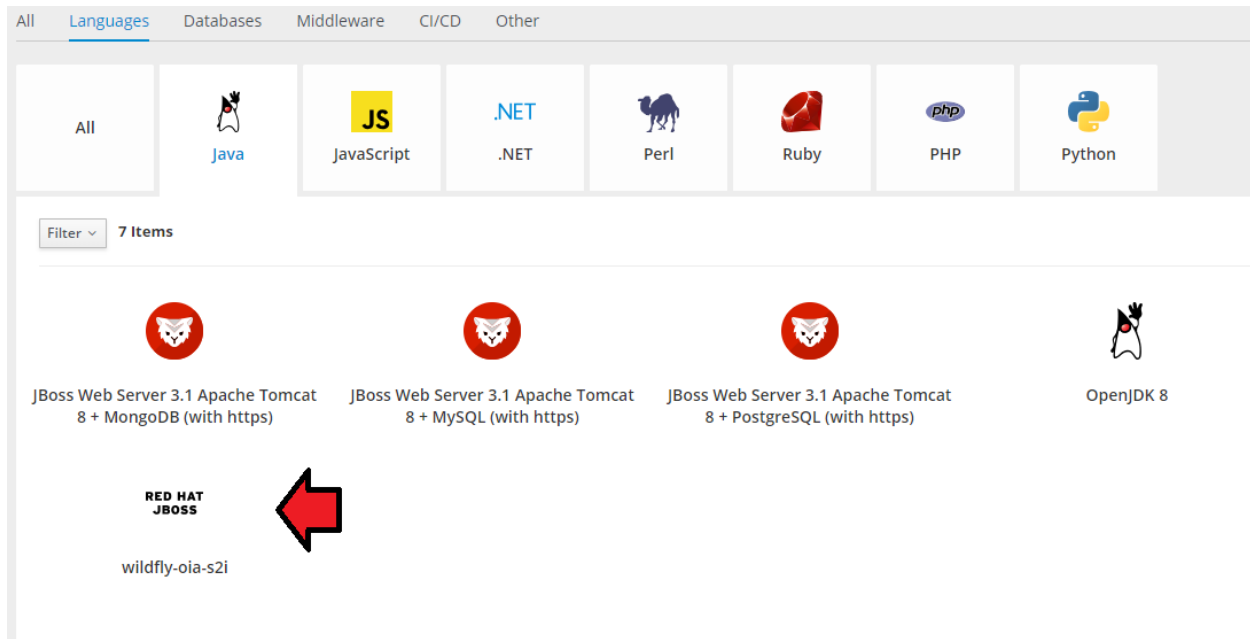 All Languages Databases Middleware CI/CD Other
All
JS
.NET
php
Java JavaScript .NET Perl Ruby PHP Python
Filter 7 Items
JBoss Web Server 3.1 Apache Tomcat
8 + MongoDB (with https)
JBoss Web Server 3.1 Apache Tomcat
8 + MySQL (with https)
JBoss Web Server 3.1 Apache Tomcat
8 + PostgreSQL (with https)
OpenJDK 8
RED HAT
JBOSS
wildfly-oia-s2i